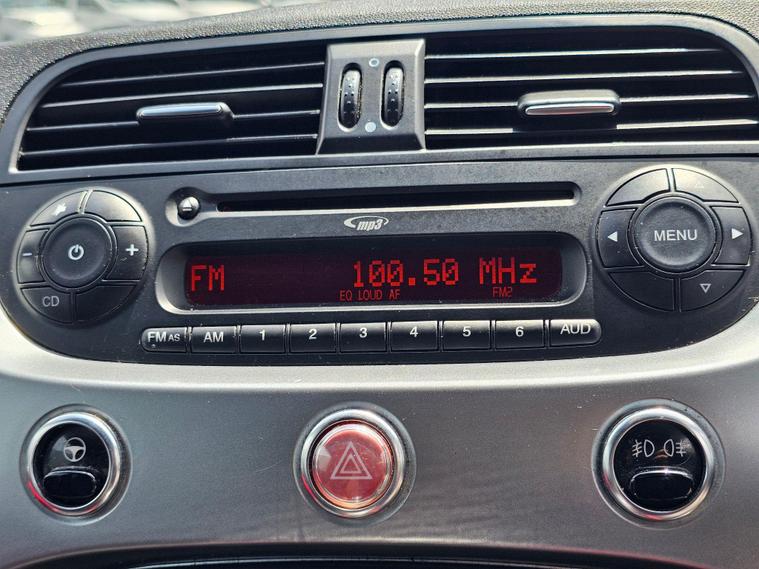 mp3
MENU
FM 100.50 MHz
EQ LOUD AF FM2
CD
FM AS AM 1 2 3 4 5 6 AUD